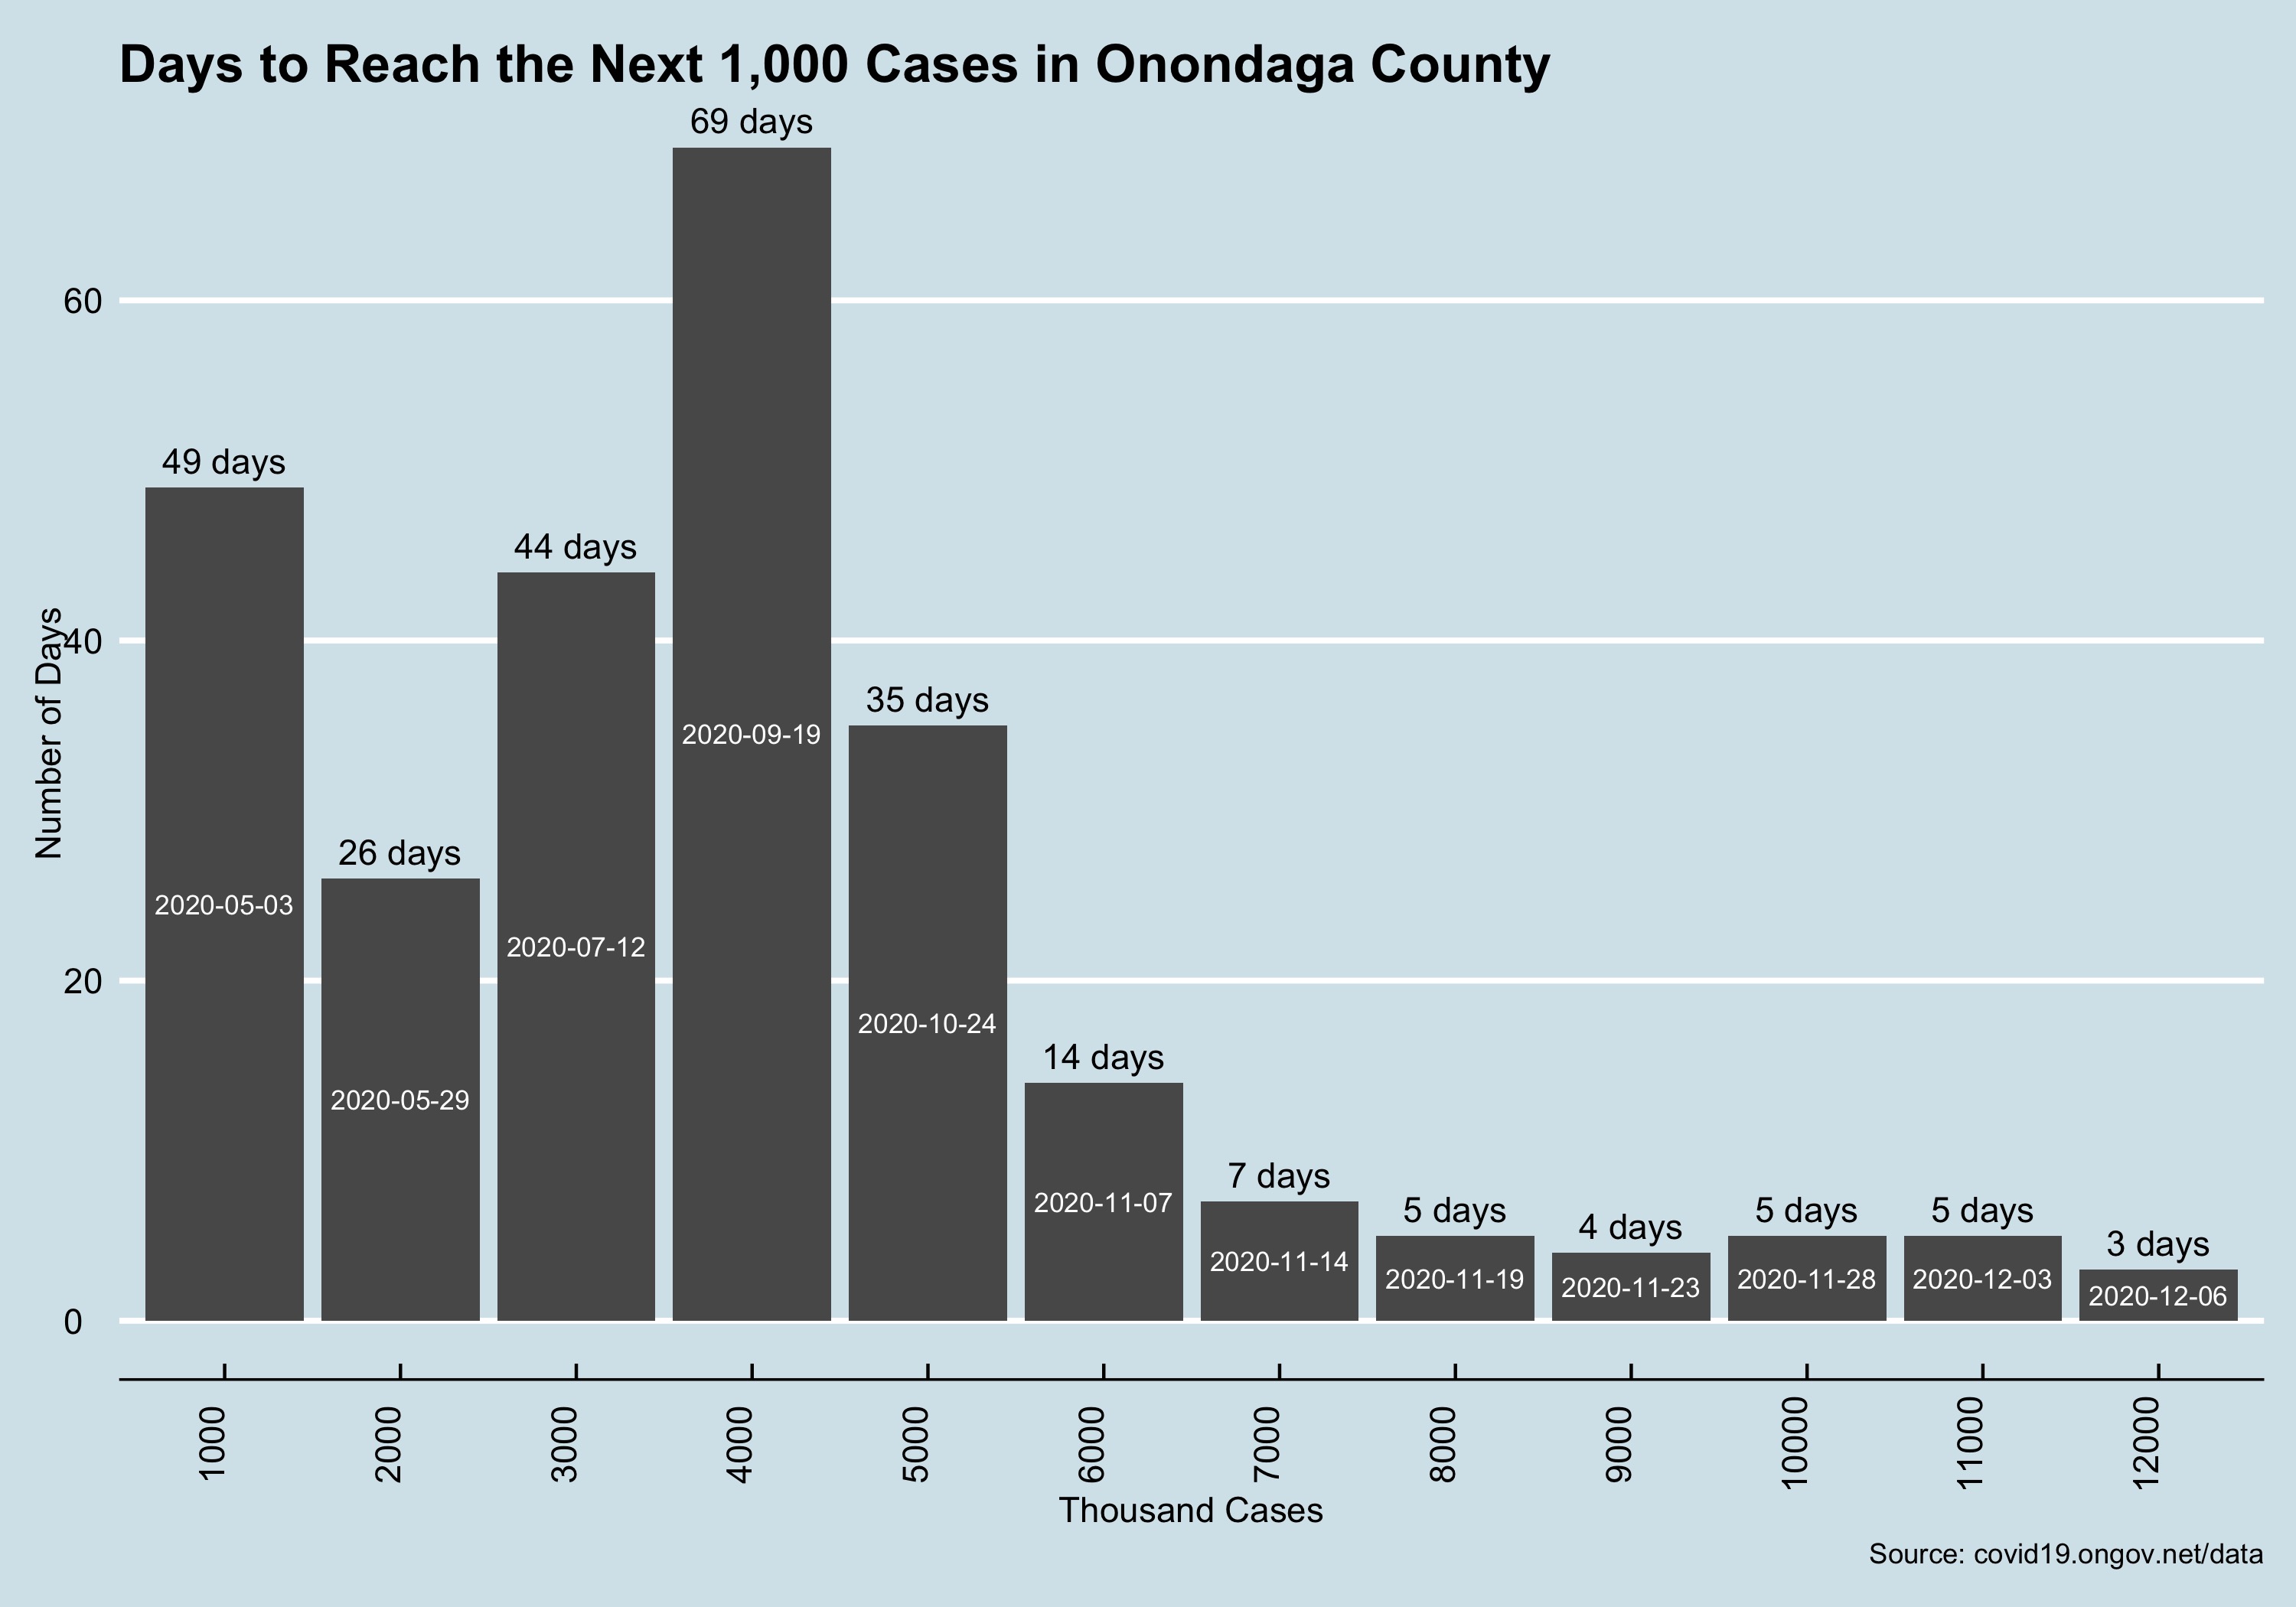 Days to Reach the Next 1,000 Cases in Onondaga County
69 days
60
49 days
44 days
40
Number of Days
35 days
2020-09-19
26 days
2020-05-03
2020-07-12
20
2020-10-24
14 days
2020-05-29
7 days
2020-11-07
5 days
5 days
5 days
4 days
3 days
2020-11-14
2020-11-19
2020-11-23
2020-11-28
2020-12-03
2020-12-06
0
1000
2000
3000
4000
5000
6000
7000
8000
9000
10000
11000
12000
Thousand Cases
Source: covid19.ongov.net/data